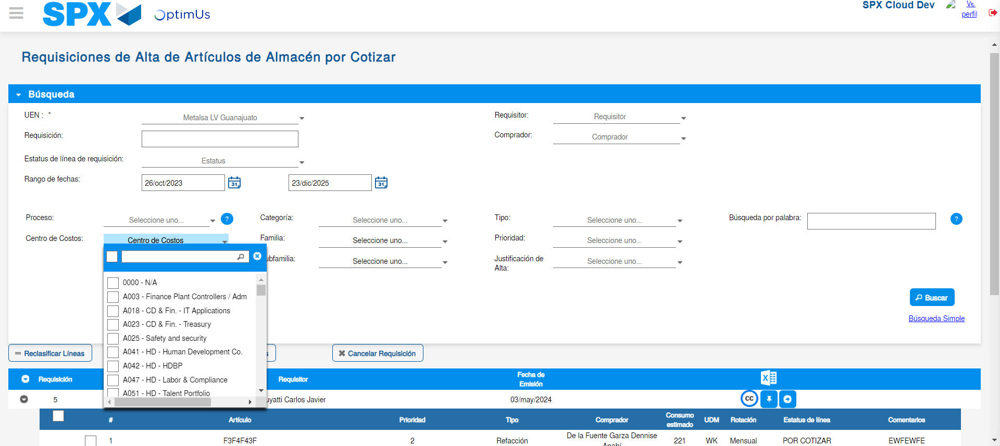 SPX OptimUs
SPX Cloud Dev
Ve
perfil
Requisiciones de Alta de Artículos de Almacén por Cotizar
Búsqueda
UEN : * Metalsa LV Guanajuato
Requisitor: Requisitor
Requisición:
Comprador: Comprador
Estatus de línea de requisición: Estatus
Rango de fechas: 26/oct/2023 31 23/dic/2025 31
Proceso: Seleccione uno... ?
Categoría: Seleccione uno...
Tipo: Seleccione uno...
Búsqueda por palabra: ?
Centro de Costos: Centro de Costos
Familia: Seleccione uno...
Prioridad: Seleccione uno...
ubfamilia: Seleccione uno...
Justificación de
Alta: Seleccione uno...
0000 - N/A
A003 - Finance Plant Controllers / Adm
A018 - CD & Fin. - IT Applications
A023 - CD & Fin. - Treasury
A025 - Safety and security
A041 - HD - Human Development Co.
A042 - HD - HDBP
A047 - HD - Labor & Compliance
A051 - HD - Talent Portfolio
Buscar
Búsqueda Simple
Reclasificar Líneas
s
Cancelar Requisición
Requisición Requisitor Fecha de
Emisión
X
5 uyatti Carlos Javier 03/may/2024 CC
# Artículo Prioridad Tipo Comprador Consumo
estimado UDM Rotación Estatus de línea Comentarios
1 F3F4F43F 2 Refacción De la Fuente Garza Dennise
Anahí 221 WK Mensual POR COTIZAR EWFEWFE